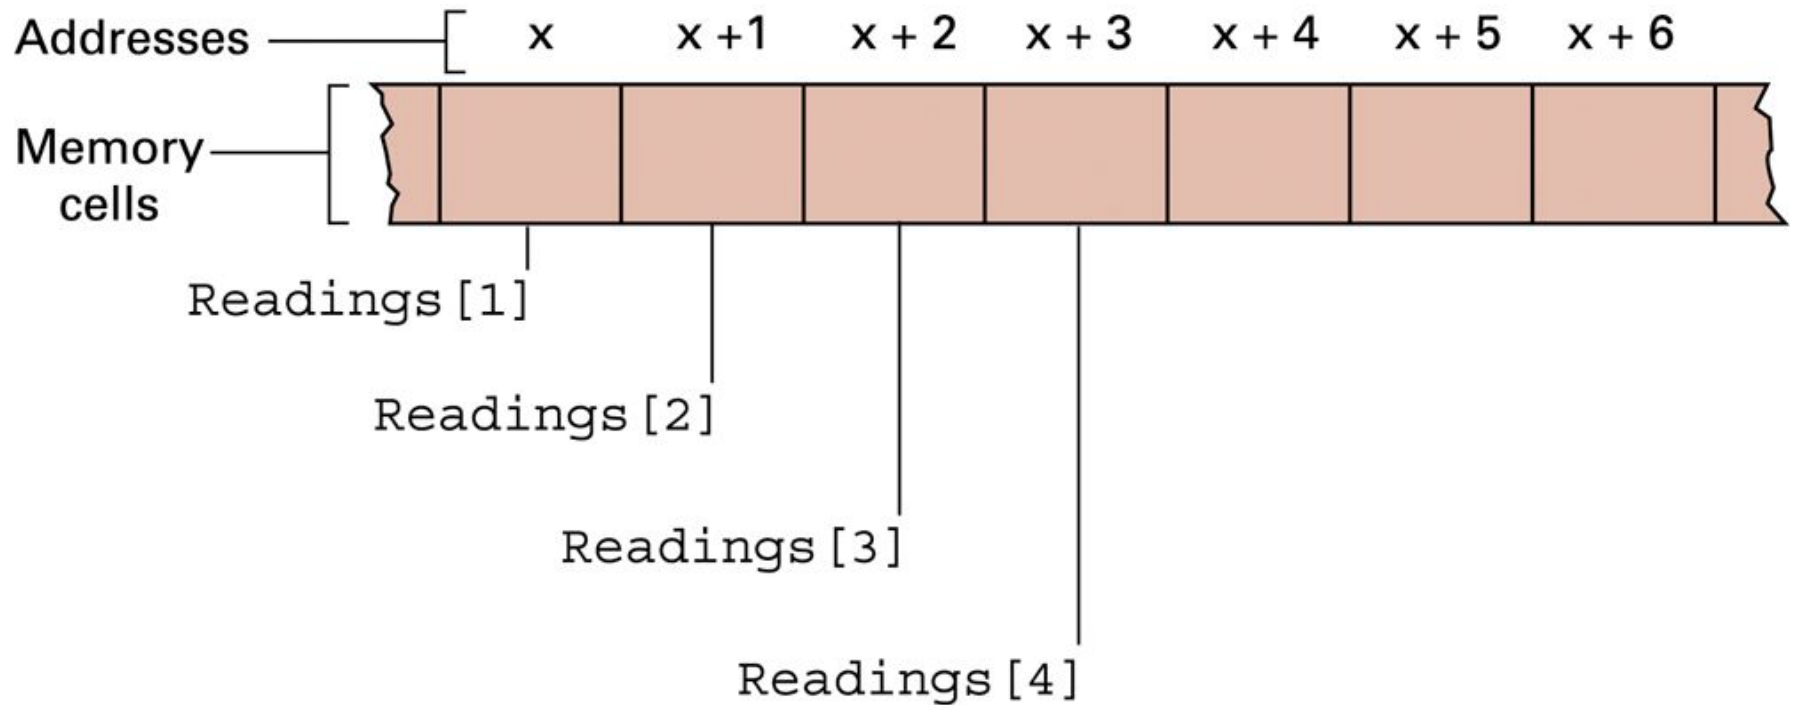 Addresses x x +1 x + 2 x + 3 x + 4 x + 5 x + 6
Memory
cells
Readings[1]
Readings[2]
Readings[3]
Readings[4]